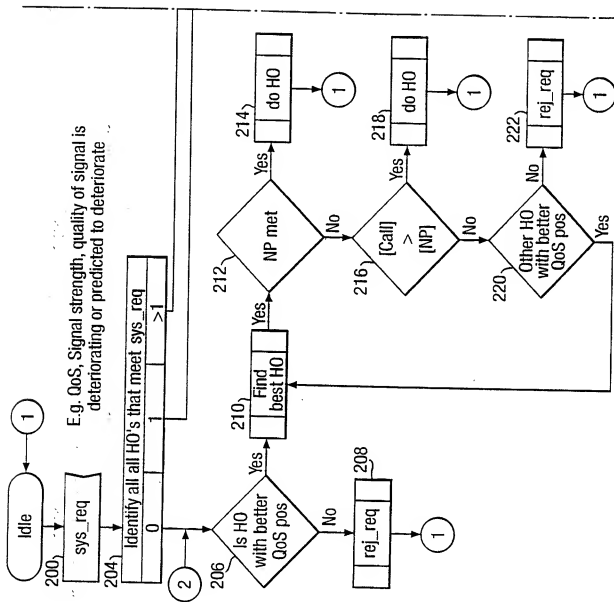 1
Idle
200
sys_req
E.g. QoS, Signal strength, quality of signal is
deteriorating or predicted to deteriorate
204
Identify all all HO's that meet sys_req
0
1
>1
2
206
Is HO
with better
QoS pos
Yes
No
208
rej_req
1
210
Find
best HO
Yes
212
NP met
Yes
No
214
do HO
1
216
[Call]
>
[NP]
Yes
No
218
do HO
1
220
Other HO
with better
QoS pos
No
Yes
222
rej_req
1